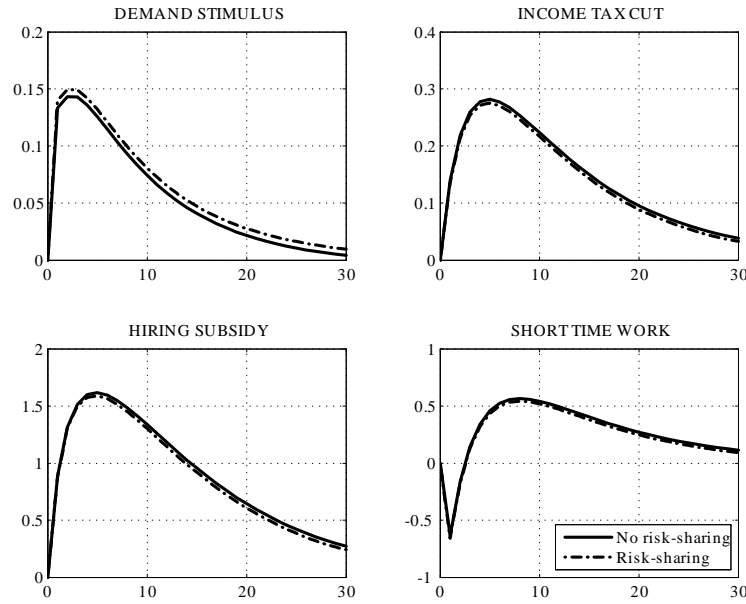 DEMAND STIMULUS
0.2
0.15
0.1
0.05
0
0 10 20 30
INCOME TAX CUT
0.4
0.3
0.2
0.1
0
0 10 20 30
HIRING SUBSIDY
2
1.5
1
0.5
0
0 10 20 30
SHORT TIME WORK
1
0.5
0
-0.5
-1
0 10 20 30
No risk-sharing
Risk-sharing